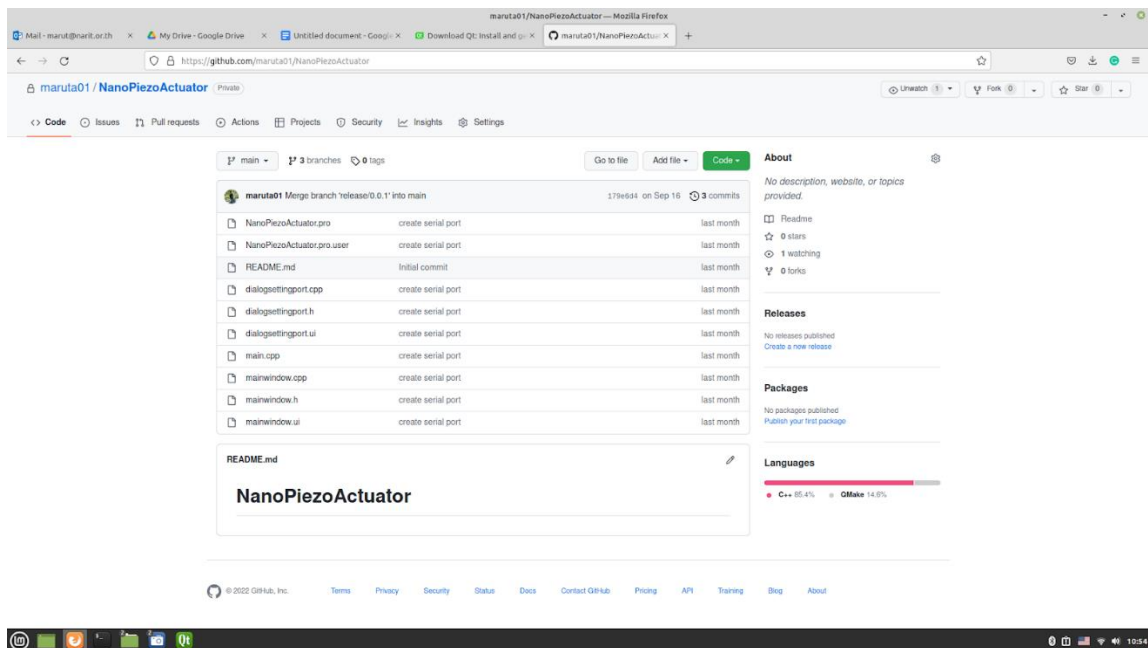 maruta01/NanoPiezoActuator — Mozilla Firefox
Mail - marut@narit.or.th
My Drive - Google Drive
Untitled document - Google
Download Qt: Install and ge
maruta01/NanoPiezoActuat
https://github.com/maruta01/NanoPiezoActuator
maruta01 / NanoPiezoActuator Private
Unwatch 1
Fork 0
Star 0
Code Issues Pull requests Actions Projects Security Insights Settings
main 3 branches 0 tags
Go to file Add file Code
maruta01 Merge branch 'release/0.0.1' into main 179e6d4 on Sep 16 3 commits
NanoPiezoActuator.pro create serial port last month
NanoPiezoActuator.pro.user create serial port last month
README.md Initial commit last month
dialogsettingport.cpp create serial port last month
dialogsettingport.h create serial port last month
dialogsettingport.ui create serial port last month
main.cpp create serial port last month
mainwindow.cpp create serial port last month
mainwindow.h create serial port last month
mainwindow.ui create serial port last month
README.md
NanoPiezoActuator
About
No description, website, or topics
provided.
Readme
0 stars
1 watching
0 forks
Releases
No releases published
Create a new release
Packages
No packages published
Publish your first package
Languages
C++ 85.4% QMake 14.6%
© 2022 GitHub, Inc. Terms Privacy Security Status Docs Contact GitHub Pricing API Training Blog About
Qt
10:54